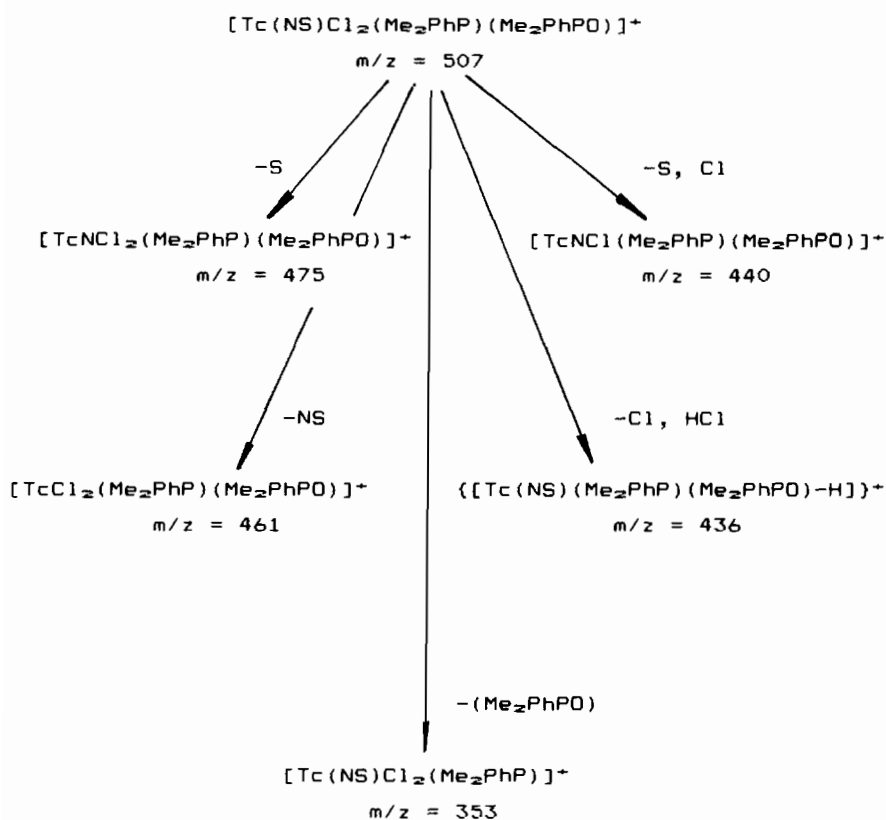 [Tc(NS)Cl₂(Me₂PhP)(Me₂PhPO)]⁺
m/z = 507
-S
-S, Cl
[TcNCl₂(Me₂PhP)(Me₂PhPO)]⁺
m/z = 475
[TcNCl(Me₂PhP)(Me₂PhPO)]⁺
m/z = 440
-NS
-Cl, HCl
[TcCl₂(Me₂PhP)(Me₂PhPO)]⁺
m/z = 461
{[Tc(NS)(Me₂PhP)(Me₂PhPO)-H]}⁺
m/z = 436
-(Me₂PhPO)
[Tc(NS)Cl₂(Me₂PhP)]⁺
m/z = 353